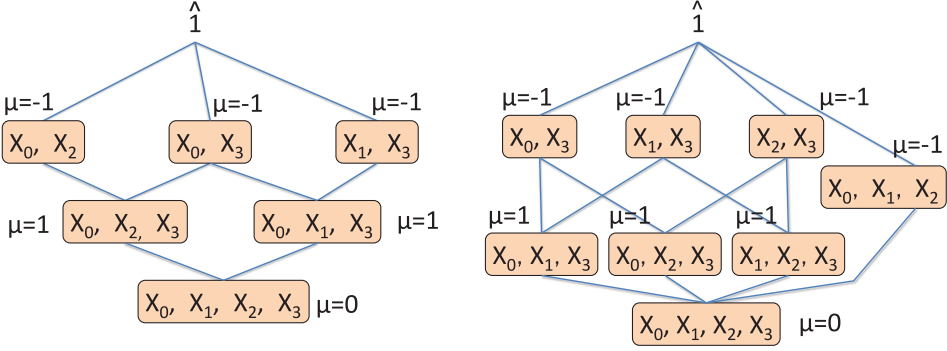 1̂
μ=-1 μ=-1 μ=-1
X₀, X₂ X₀, X₃ X₁, X₃
μ=1 X₀, X₂, X₃ X₀, X₁, X₃ μ=1
X₀, X₁, X₂, X₃ μ=0
1̂
μ=-1 μ=-1 μ=-1
X₀, X₃ X₁, X₃ X₂, X₃
μ=-1
X₀, X₁, X₂
μ=1 μ=1 μ=1
X₀, X₁, X₃ X₀, X₂, X₃ X₁, X₂, X₃
X₀, X₁, X₂, X₃ μ=0